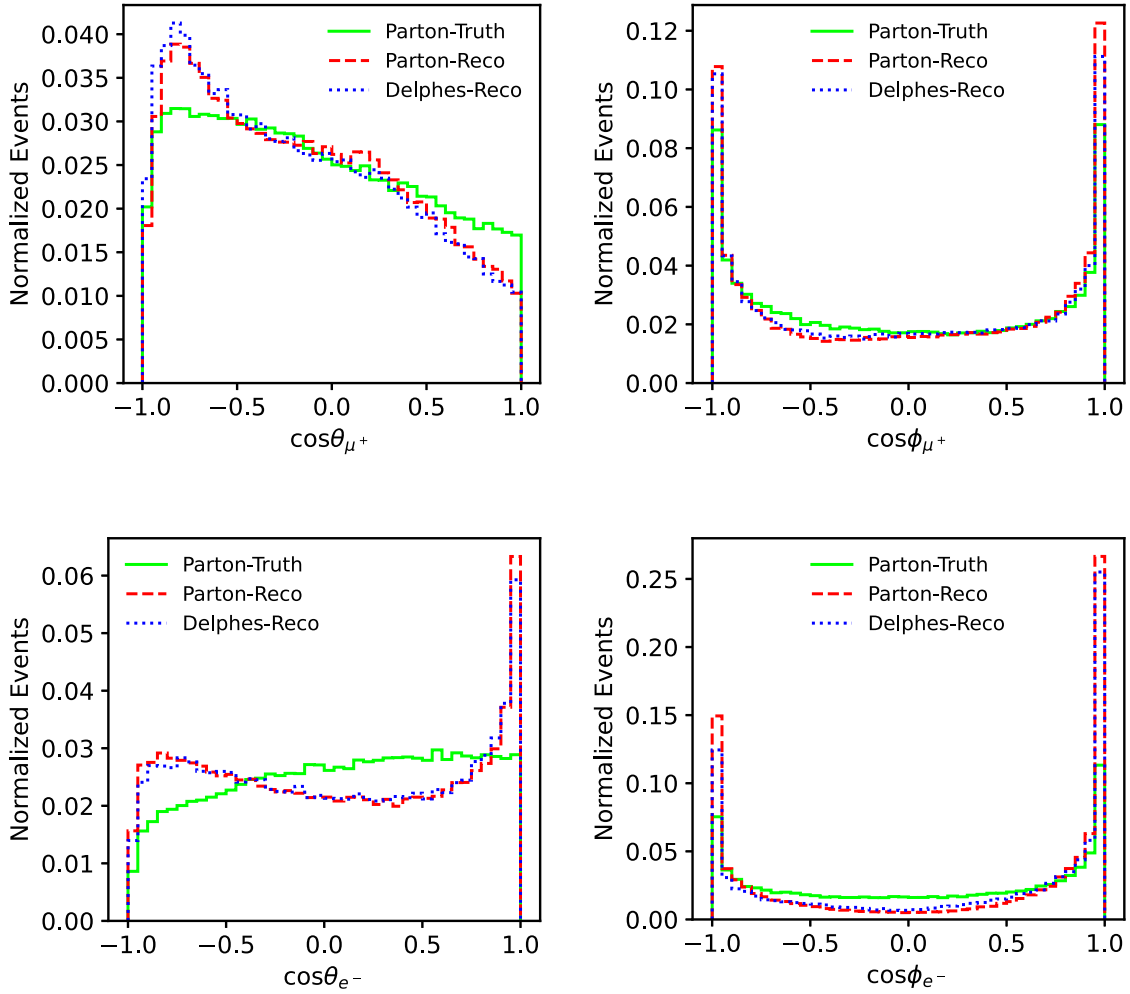 0.040
0.035
0.030
0.025
0.020
0.015
0.010
0.005
0.000
Normalized Events
Parton-Truth
Parton-Reco
Delphes-Reco
−1.0 −0.5 0.0 0.5 1.0
cosθμ+
0.12
0.10
0.08
0.06
0.04
0.02
0.00
Normalized Events
Parton-Truth
Parton-Reco
Delphes-Reco
−1.0 −0.5 0.0 0.5 1.0
cosϕμ+
0.06
0.05
0.04
0.03
0.02
0.01
0.00
Normalized Events
Parton-Truth
Parton-Reco
Delphes-Reco
−1.0 −0.5 0.0 0.5 1.0
cosθe−
0.25
0.20
0.15
0.10
0.05
0.00
Normalized Events
Parton-Truth
Parton-Reco
Delphes-Reco
−1.0 −0.5 0.0 0.5 1.0
cosϕe−